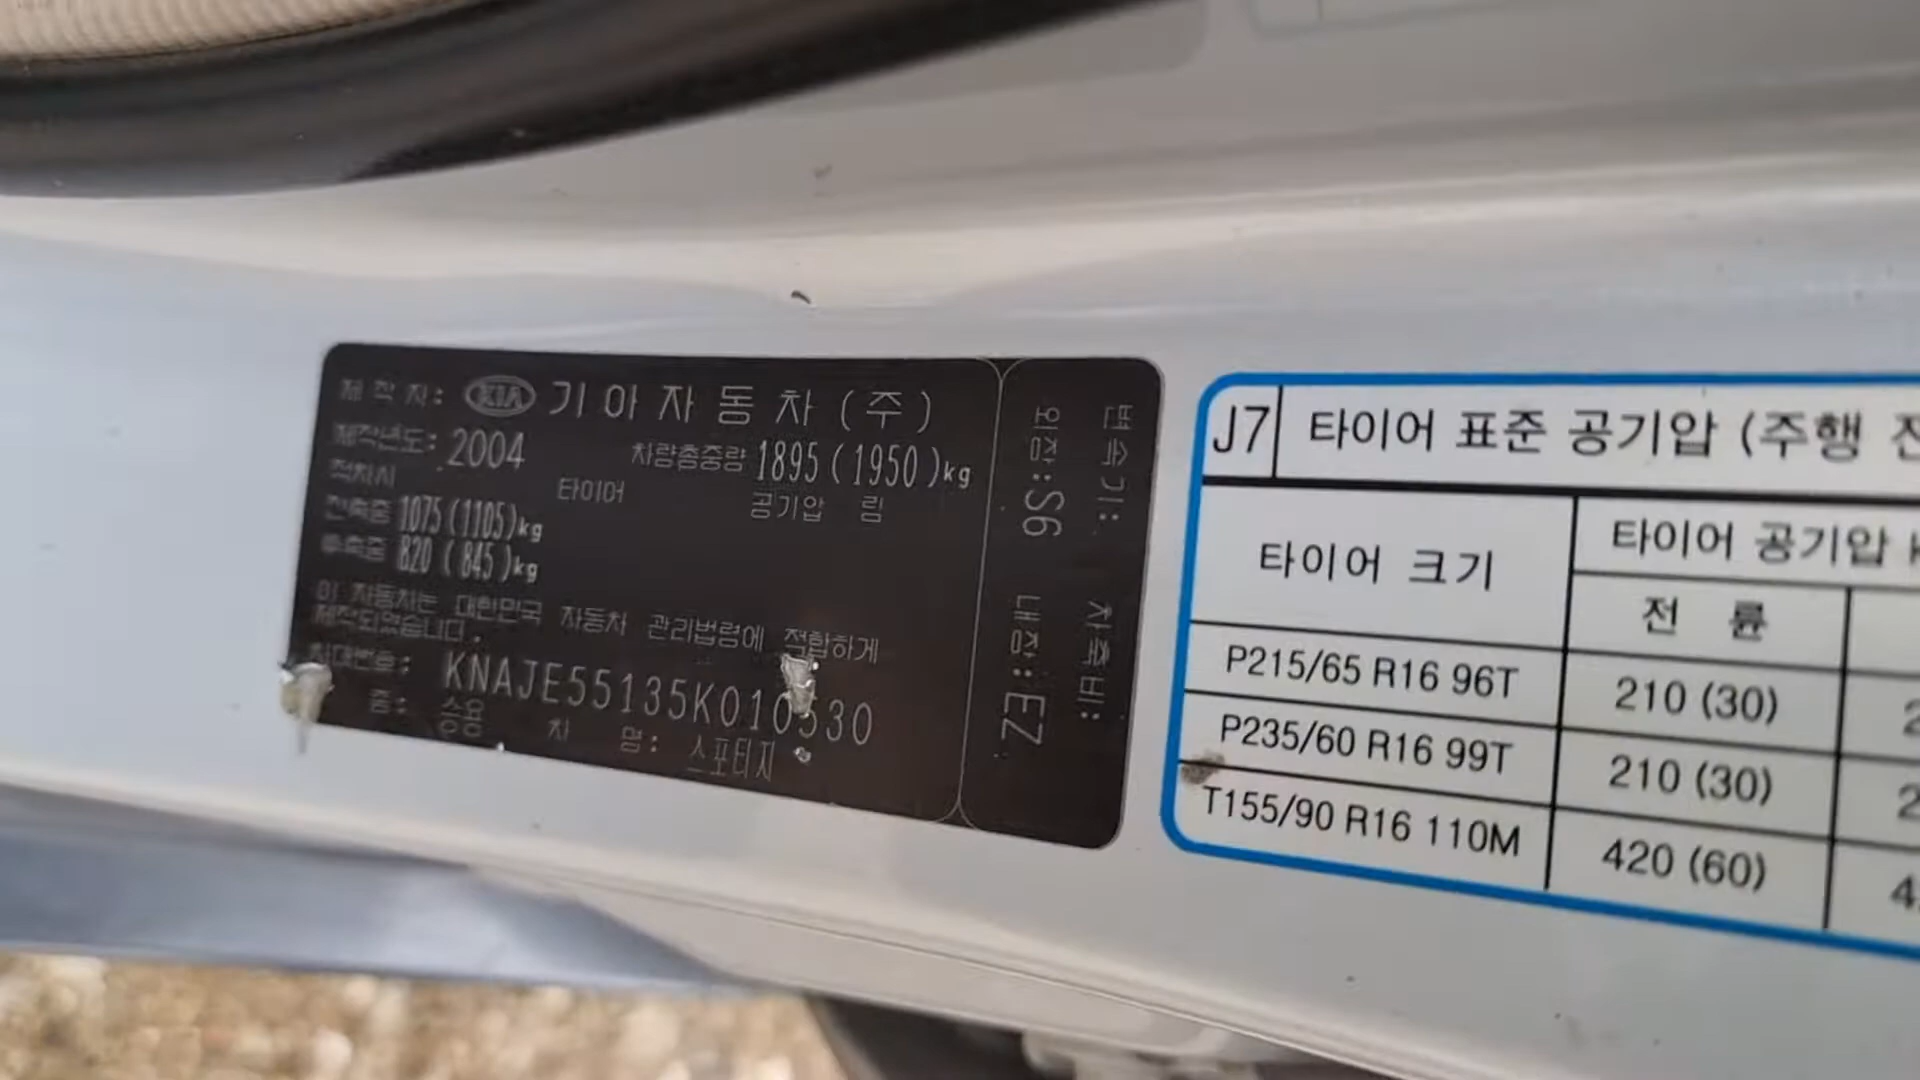 제 작 자: KIA 기 아 자 동 차 (주)
제작년도: 2004 차량총중량 1895 (1950)kg
적차시 타이어 공기압 림
전축중 1075 (1105)kg
후축중 820 (845)kg
이 자동차는 대한민국 자동차 관리법령에 적합하게
제작되었습니다.
차대번호: KNAJE55135K010530
종: 승용 차 명: 스포티지
변속기: 차축비:
외장:S6 내장:EZ
J7 타이어 표준 공기압 (주행
타이어 크기 타이어 공기압
전 륜
P215/65 R16 96T 210 (30)
P235/60 R16 99T 210 (30)
T155/90 R16 110M 420 (60)